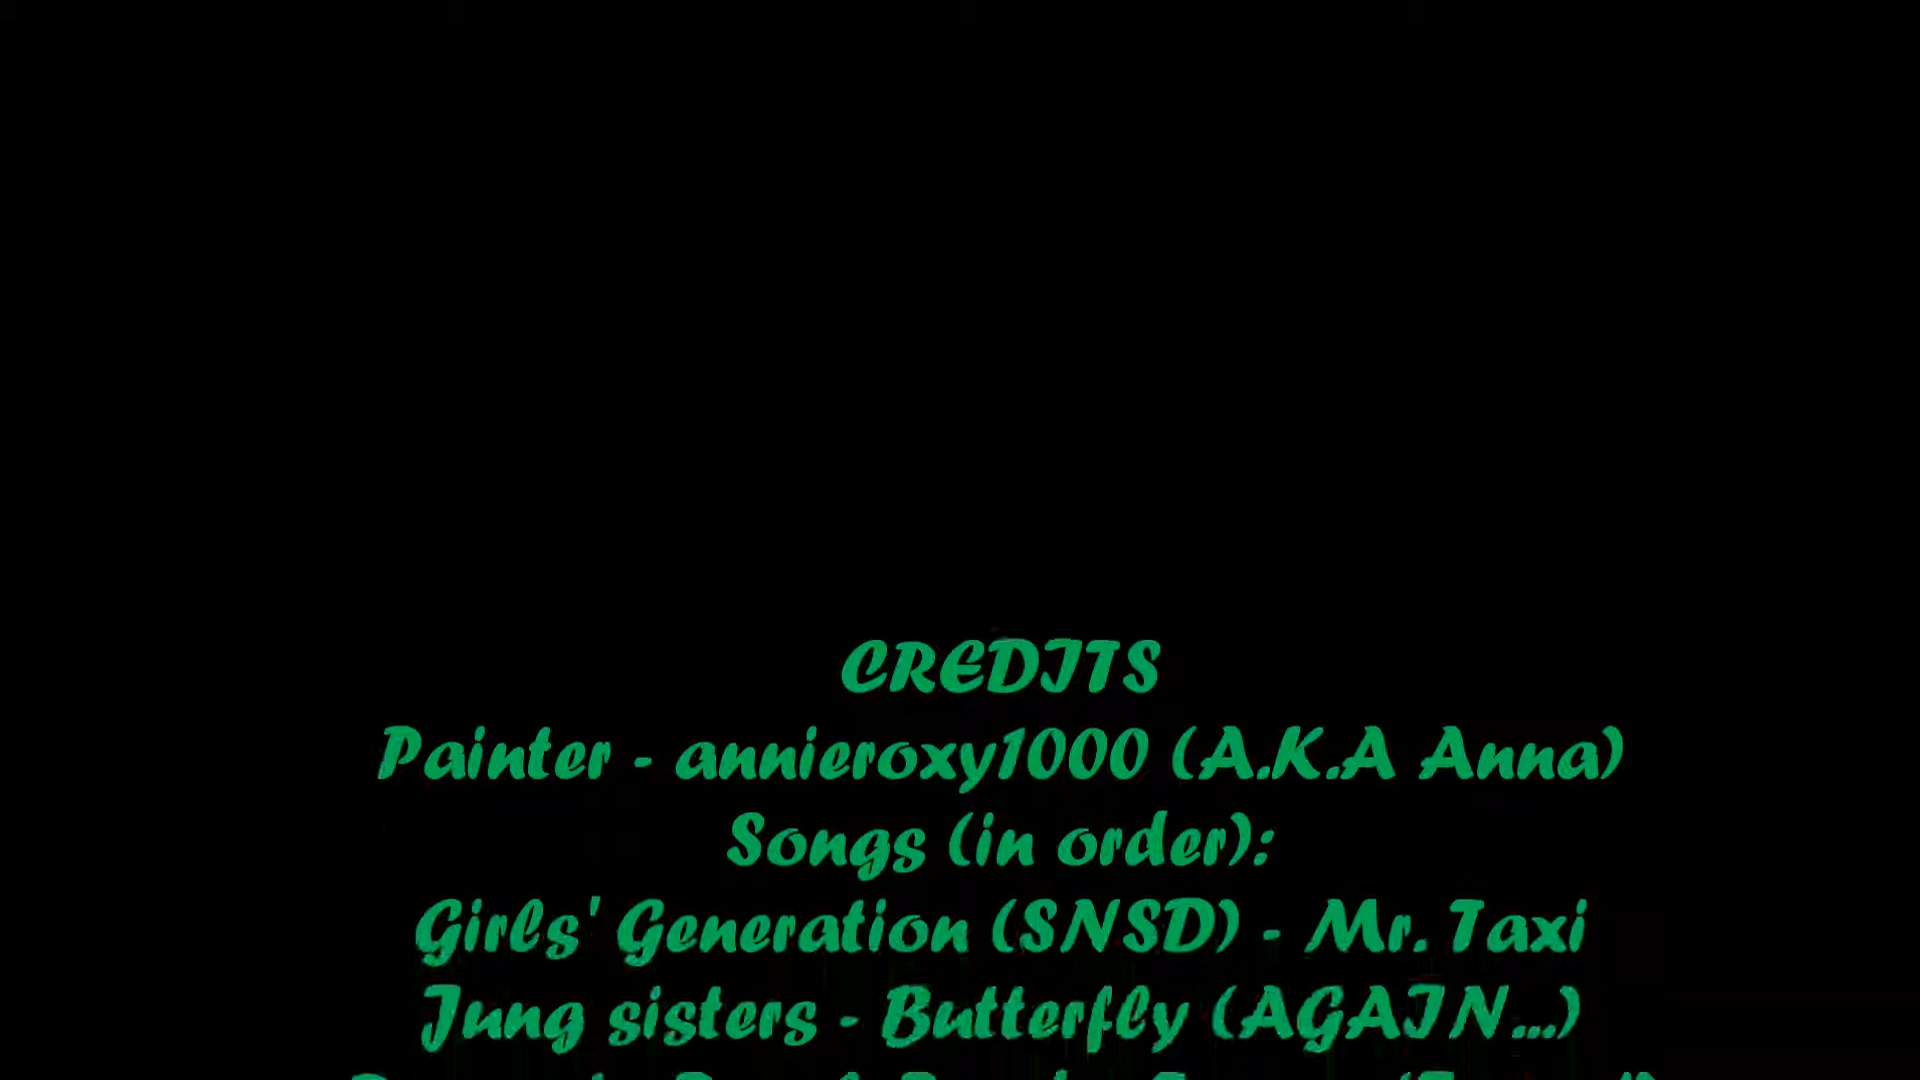 CREDITS
Painter - annieroxy1000 (A.K.A Anna)
Songs (in order):
Girls' Generation (SNSD) - Mr. Taxi
Jung sisters - Butterfly (AGAIN...)